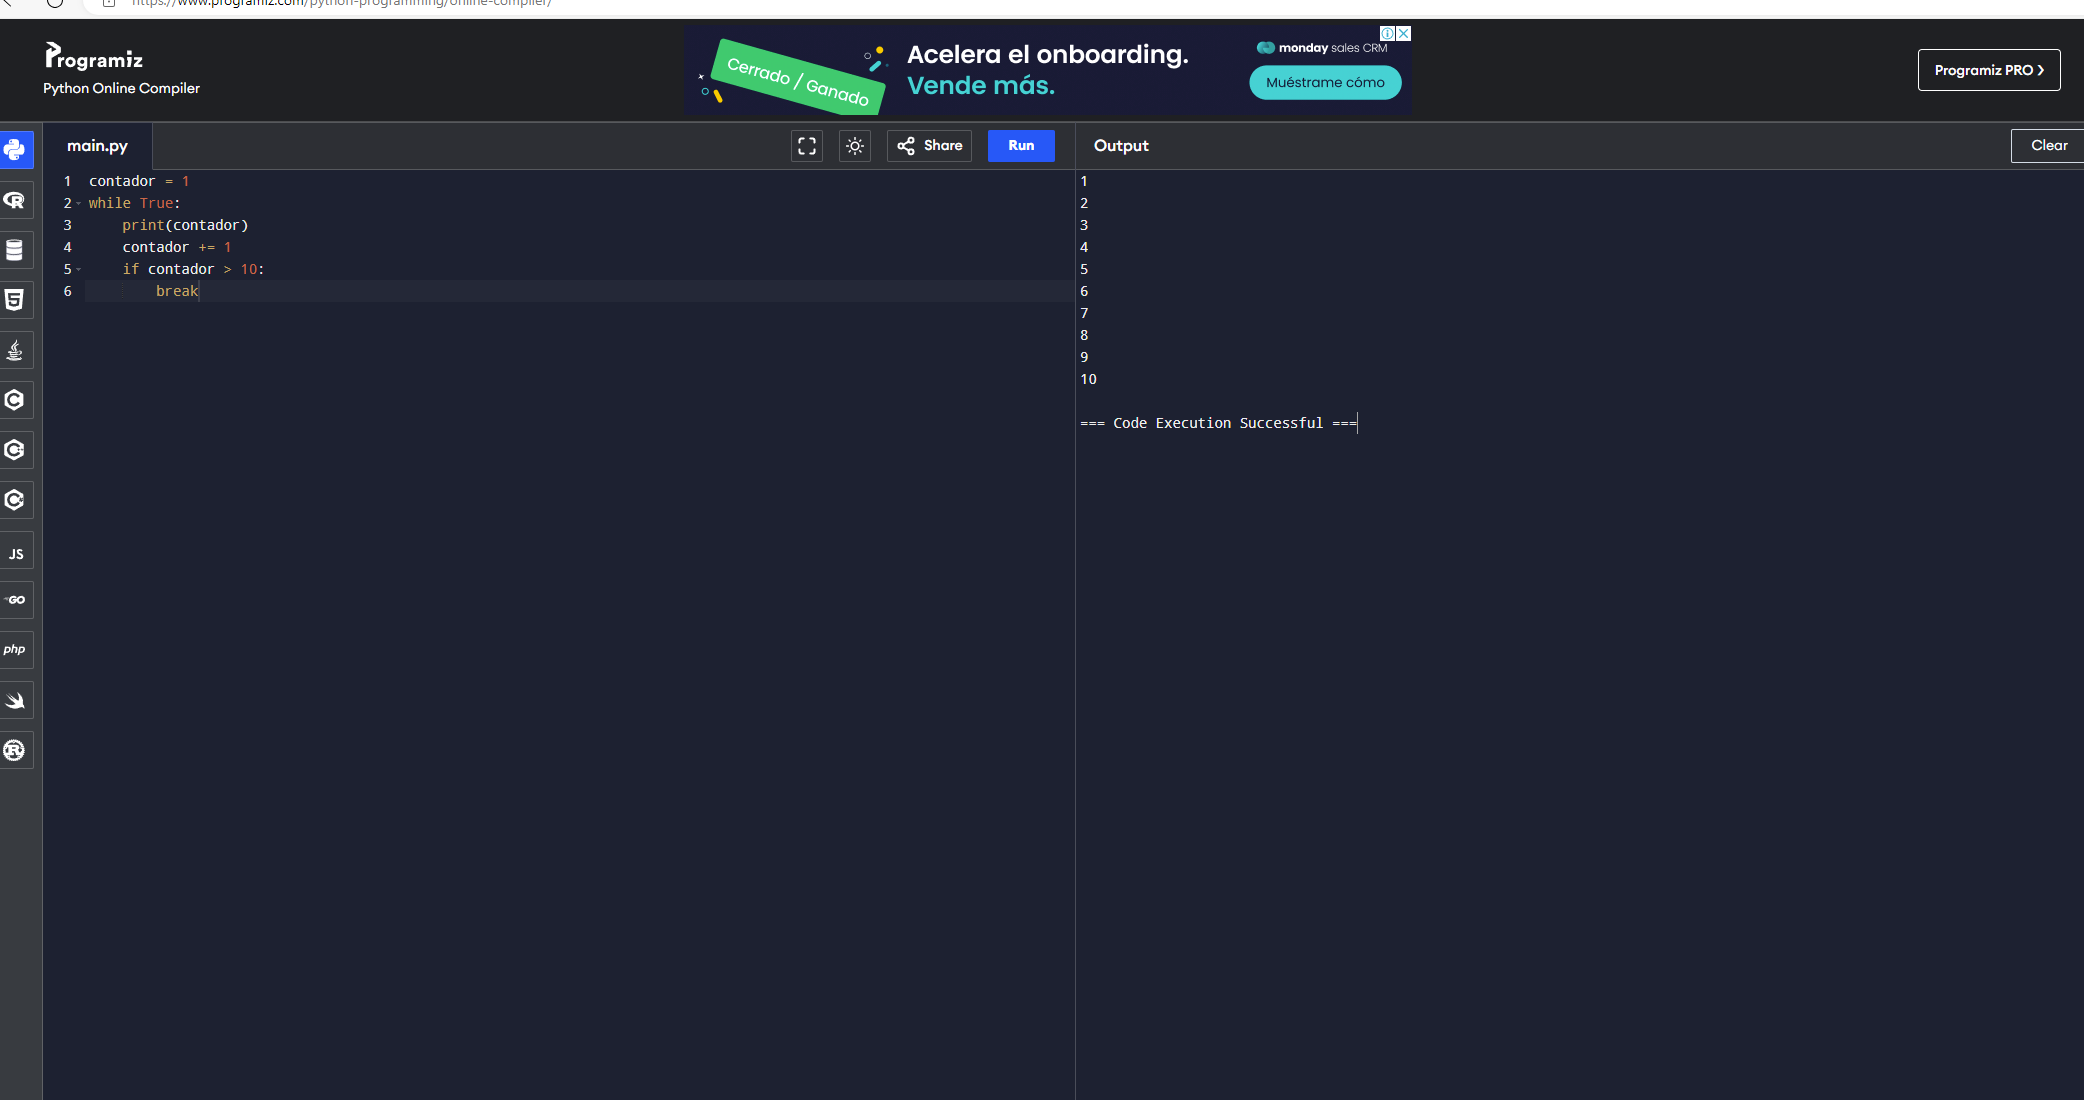 https://www.programiz.com/python-programming/online-compiler/
Programiz
Python Online Compiler
Cerrado / Ganado
Acelera el onboarding.
Vende más.
monday sales CRM
Muéstrame cómo
Programiz PRO
main.py
Share
Run
Output
Clear
1 contador = 1
2 while True:
3 print(contador)
4 contador += 1
5 if contador > 10:
6 break
1
2
3
4
5
6
7
8
9
10
=== Code Execution Successful ===
R
5
C
C
C
JS
GO
php
R